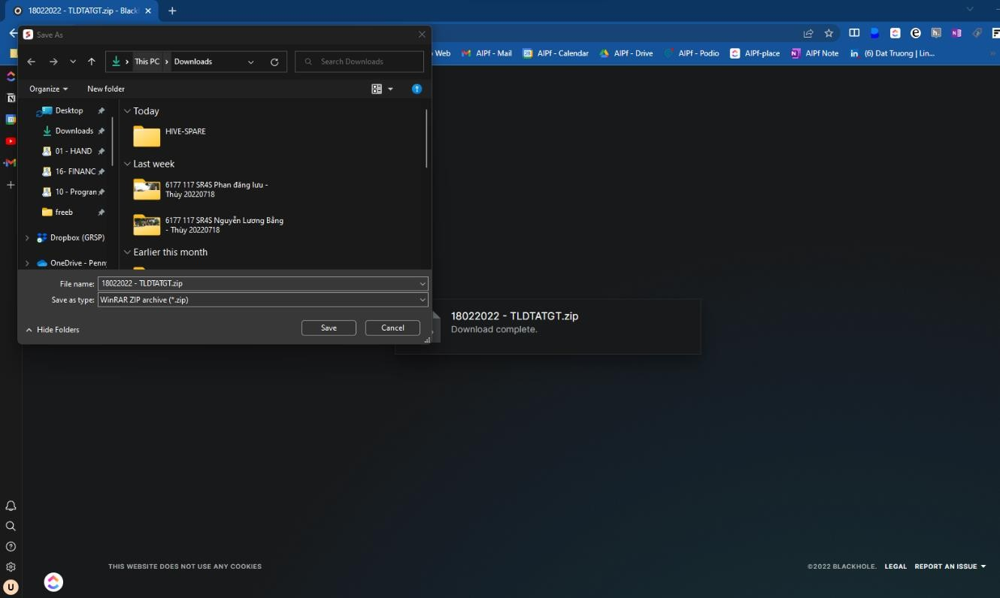 18022022 - TLDTATGT.zip - Black
Save As
This PC
Downloads
Search Downloads
Web
AIPf - Mail
AIPf - Calendar
AIPf - Drive
AIPf - Podio
AIPf-place
AIPf Note
(6) Dat Truong | Lin...
Organize
New folder
Desktop
Downloads
01 - HAND
16- FINANC
10 - Progran
freeb
Dropbox (GRSP)
OneDrive - Penn
Today
HIVE-SPARE
Last week
6177 117 SR4S Phan đăng lưu -
Thùy 20220718
6177 117 SR4S Nguyễn Lương Bằng
- Thùy 20220718
Earlier this month
File name:
18022022 - TLDTATGT.zip
Save as type:
WinRAR ZIP archive (*.zip)
Hide Folders
Save
Cancel
18022022 - TLDTATGT.zip
Download complete.
THIS WEBSITE DOES NOT USE ANY COOKIES
©2022 BLACKHOLE.
LEGAL
REPORT AN ISSUE
U